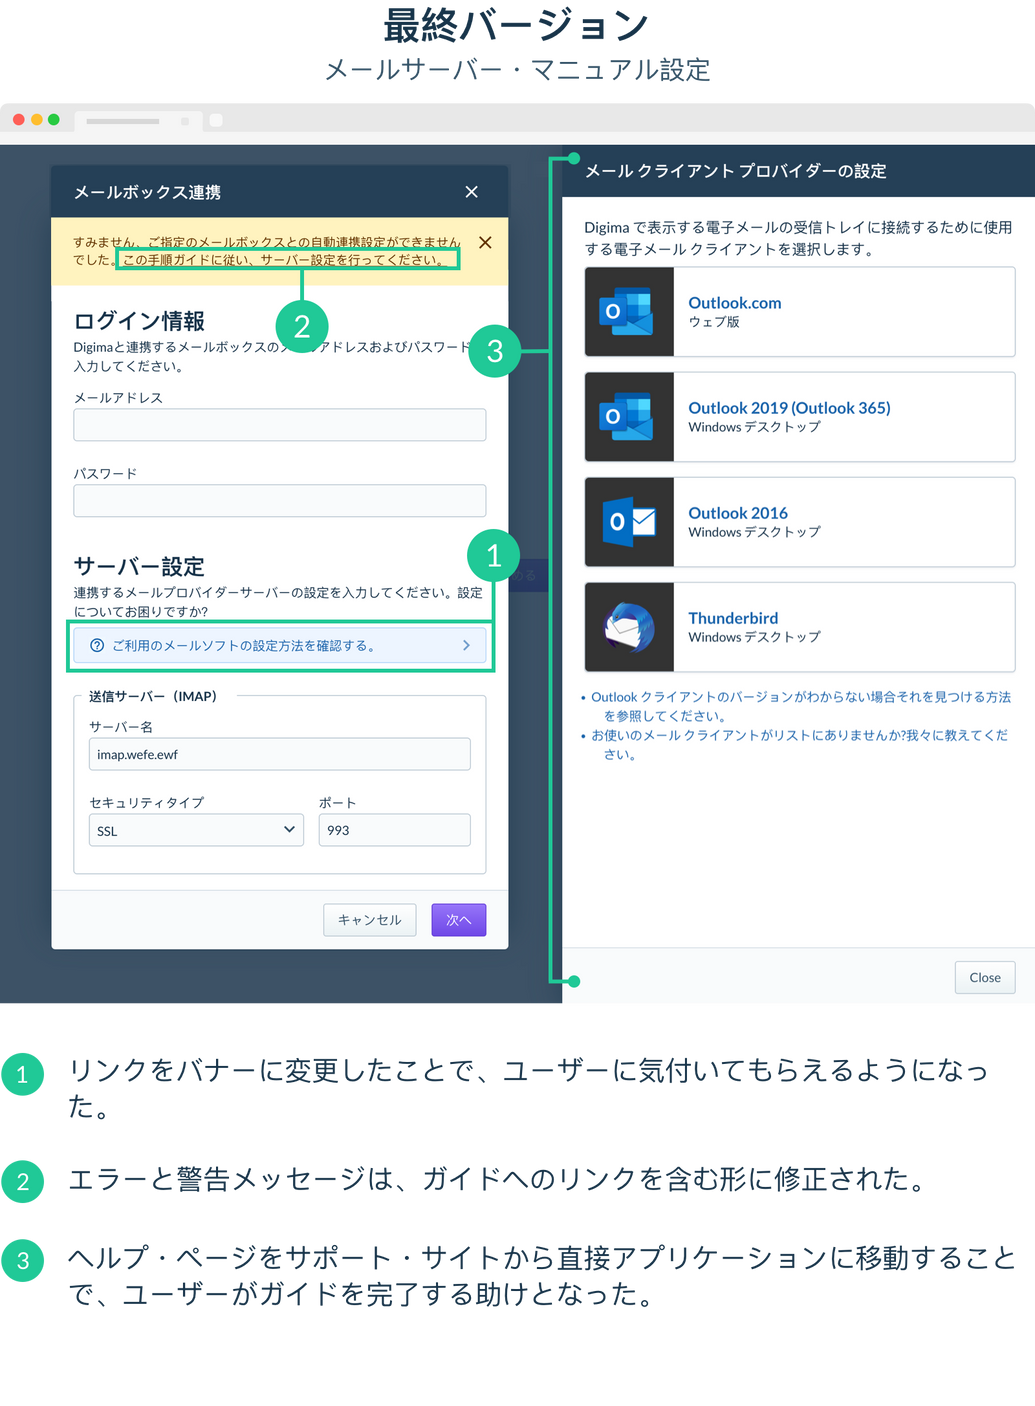 最終バージョン
メールサーバー・マニュアル設定
メールボックス連携
すみません、ご指定のメールボックスとの自動連携設定ができません
でした。この手順ガイドに従い、サーバー設定を行ってください。
2
ログイン情報
Digimaと連携するメールボックスのアドレスおよびパスワード
入力してください。
メールアドレス
パスワード
1
サーバー設定
める
連携するメールプロバイダーサーバーの設定を入力してください。設定
についてお困りですか?
ご利用のメールソフトの設定方法を確認する。
送信サーバー（IMAP）
サーバー名
imap.wefe.ewf
セキュリティタイプ
ポート
SSL
993
キャンセル
次へ
3
メール クライアント プロバイダーの設定
Digima で表示する電子メールの受信トレイに接続するために使用
する電子メール クライアントを選択します。
Outlook.com
ウェブ版
Outlook 2019 (Outlook 365)
Windows デスクトップ
Outlook 2016
Windows デスクトップ
Thunderbird
Windows デスクトップ
• Outlook クライアントのバージョンがわからない場合それを見つける方法
を参照してください。
• お使いのメール クライアントがリストにありませんか?我々に教えてくだ
さい。
Close
1 リンクをバナーに変更したことで、ユーザーに気付いてもらえるようになっ
た。
2 エラーと警告メッセージは、ガイドへのリンクを含む形に修正された。
3 ヘルプ・ページをサポート・サイトから直接アプリケーションに移動すること
で、ユーザーがガイドを完了する助けとなった。